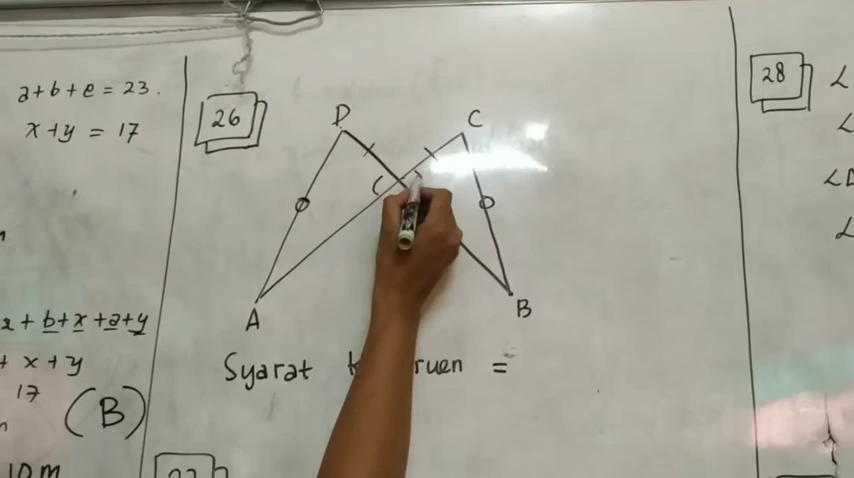 a+b+e = 23.
x+y = 17
+ b+x+a+y
+ x+y
17
(B)
10m
26
D
C
A
B
Syarat
ruen =
28
∠
∠
∠
∠